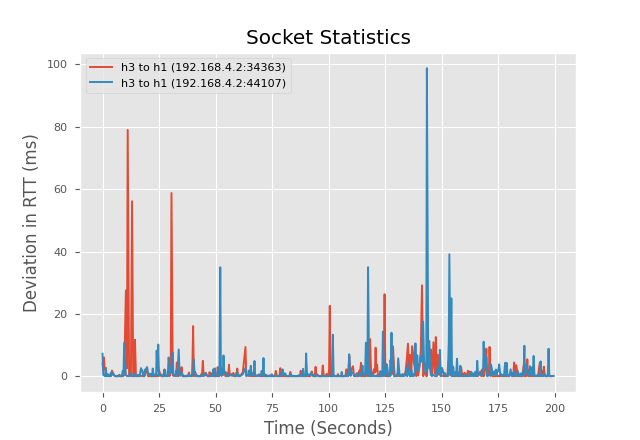 Socket Statistics
h3 to h1 (192.168.4.2:34363)
h3 to h1 (192.168.4.2:44107)
Deviation in RTT (ms)
100
80
60
40
20
0
0 25 50 75 100 125 150 175 200
Time (Seconds)